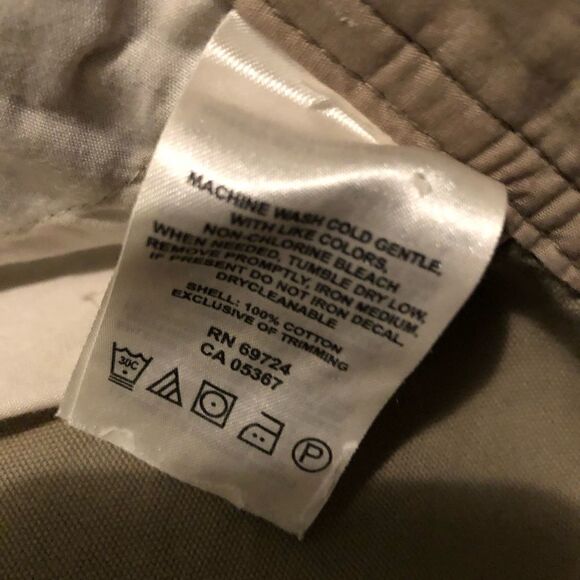 MACHINE WASH COLD GENTLE.
WITH LIKE COLORS.
NON-CHLORINE BLEACH
WHEN NEEDED. TUMBLE DRY LOW.
REMOVE PROMPTLY. IRON MEDIUM.
IF PRESENT DO NOT IRON DECAL.
DRYCLEANABLE
SHELL: 100% COTTON
EXCLUSIVE OF TRIMMING
RN 69724
CA 05367
30C
P